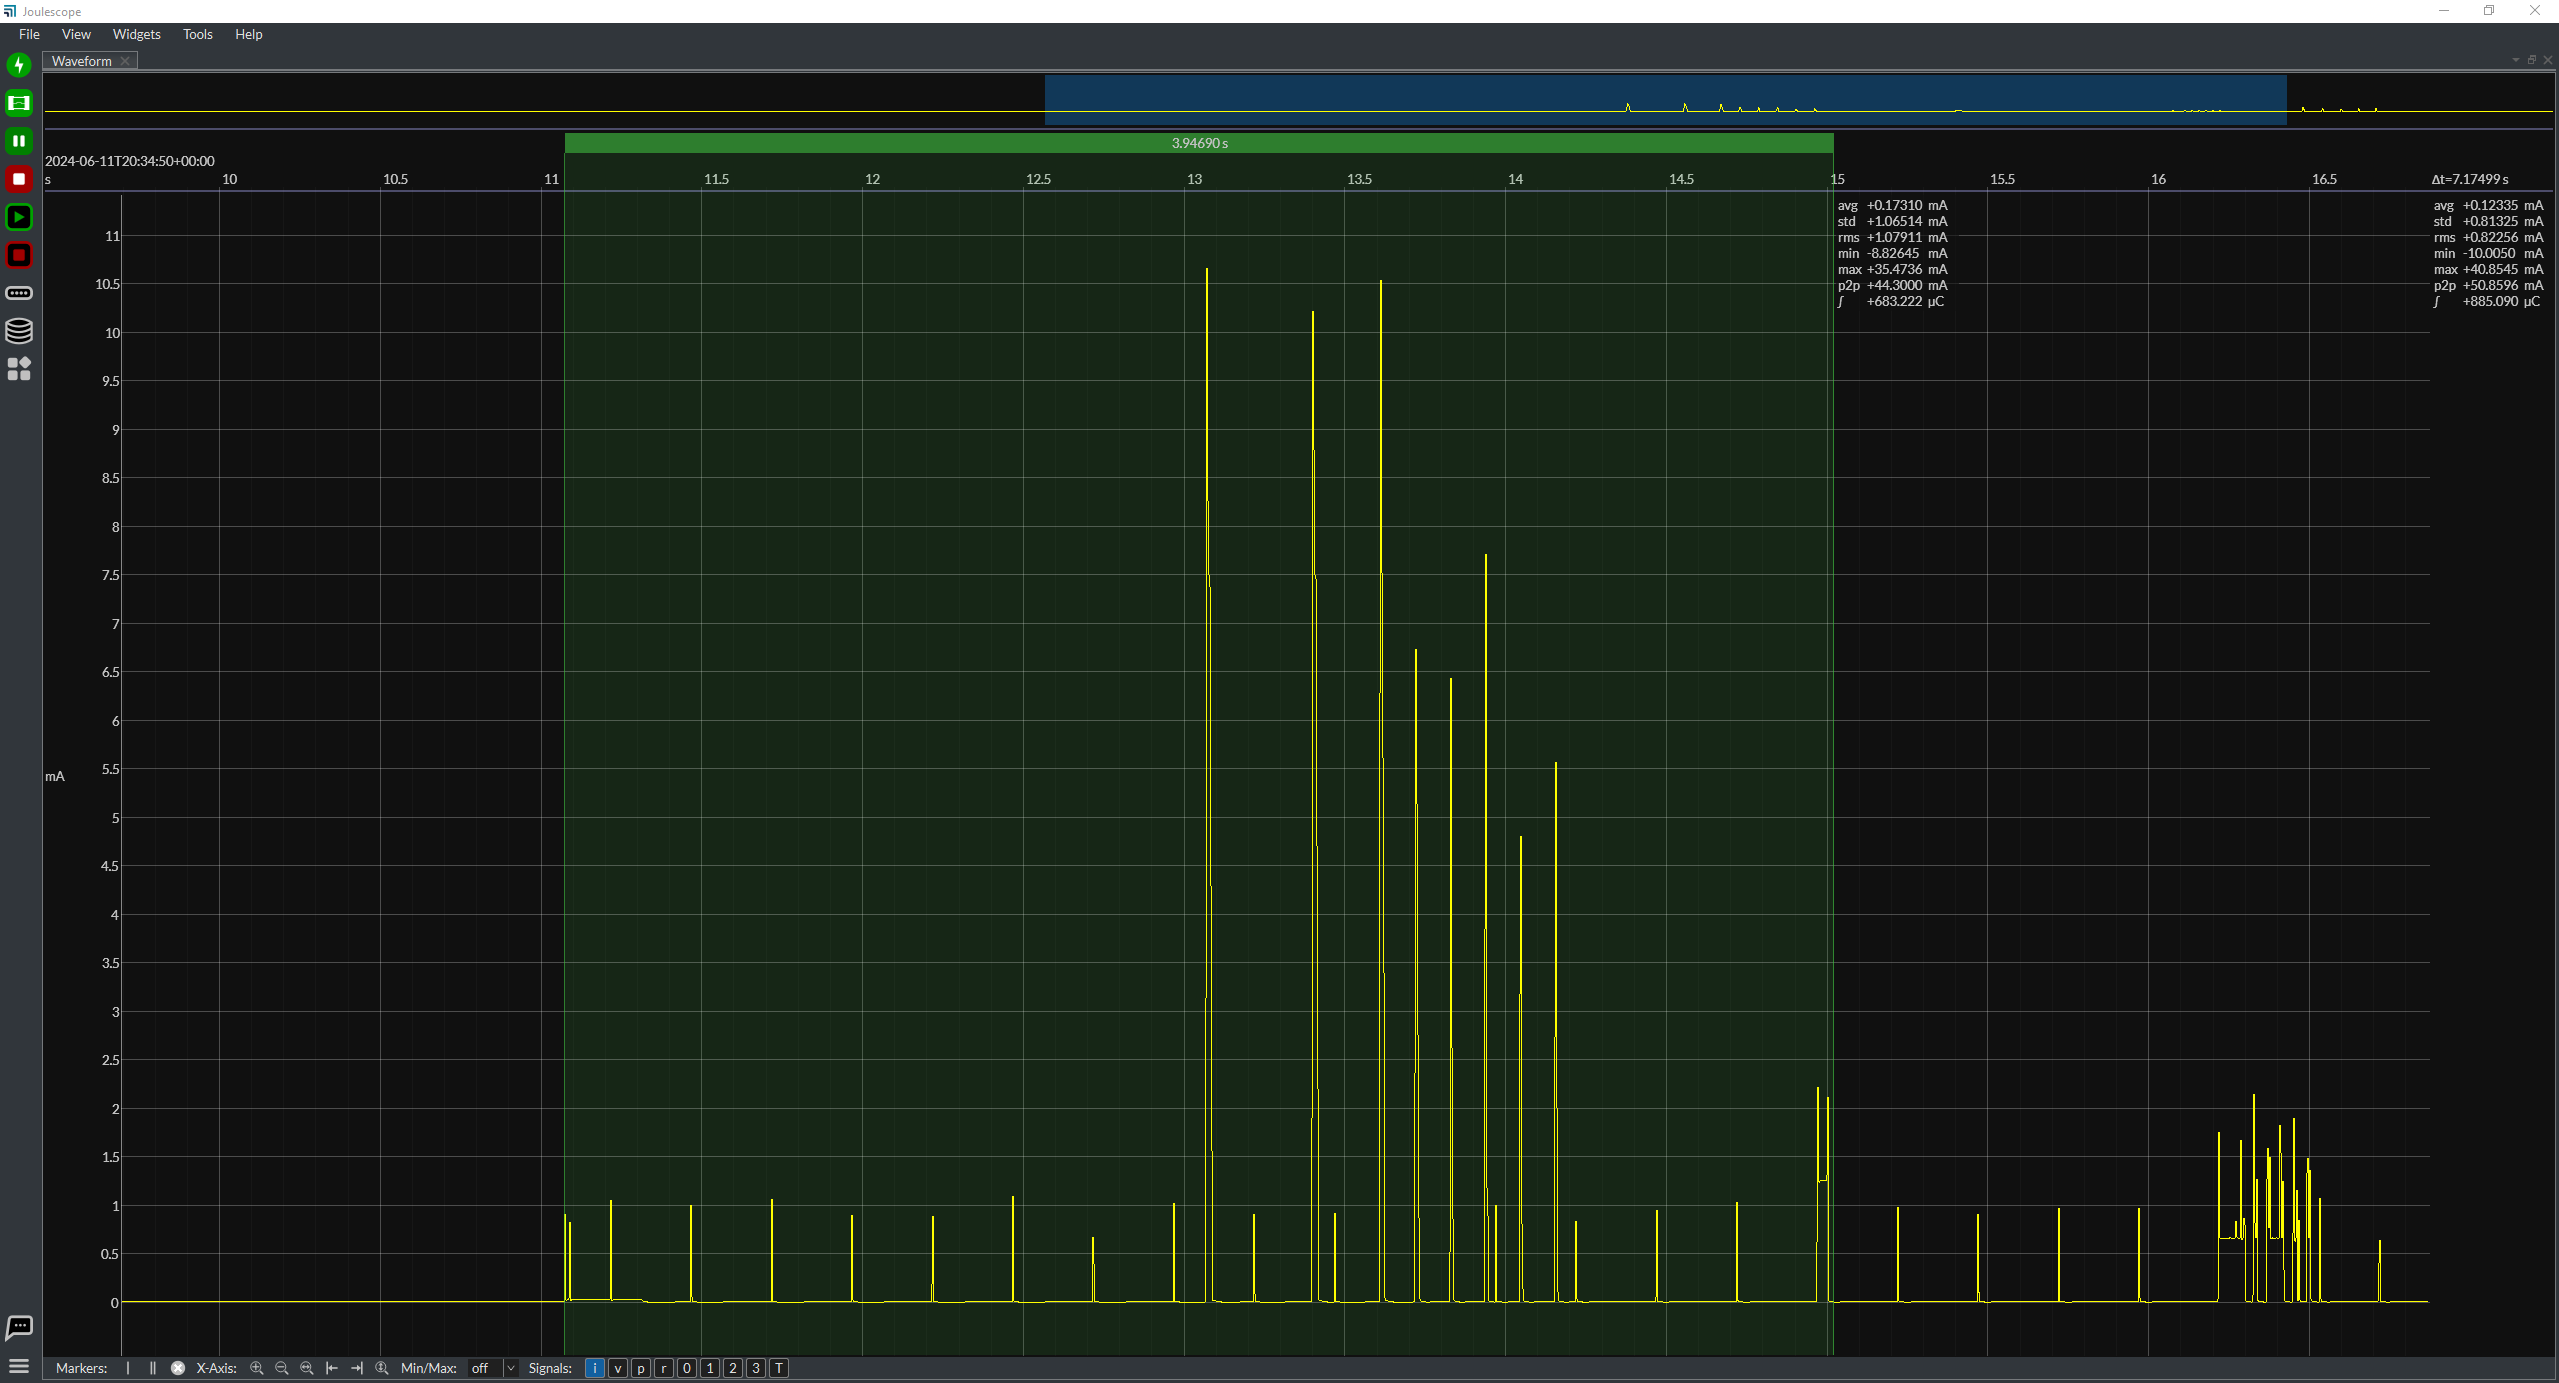 Joulescope
File View Widgets Tools Help
Waveform
3.94690 s
2024-06-11T20:34:50+00:00
s 10 10.5 11 11.5 12 12.5 13 13.5 14 14.5 15 15.5 16 16.5 Δt=7.17499 s
avg +0.17310 mA
std +1.06514 mA
rms +1.07911 mA
min -8.82645 mA
max +35.4736 mA
p2p +44.3000 mA
∫ +683.222 µC
avg +0.12335 mA
std +0.81325 mA
rms +0.82256 mA
min -10.0050 mA
max +40.8545 mA
p2p +50.8596 mA
∫ +885.090 µC
11
10.5
10
9.5
9
8.5
8
7.5
7
6.5
6
5.5
mA
5
4.5
4
3.5
3
2.5
2
1.5
1
0.5
0
Markers: X-Axis: Min/Max: off Signals: i v p r 0 1 2 3 T